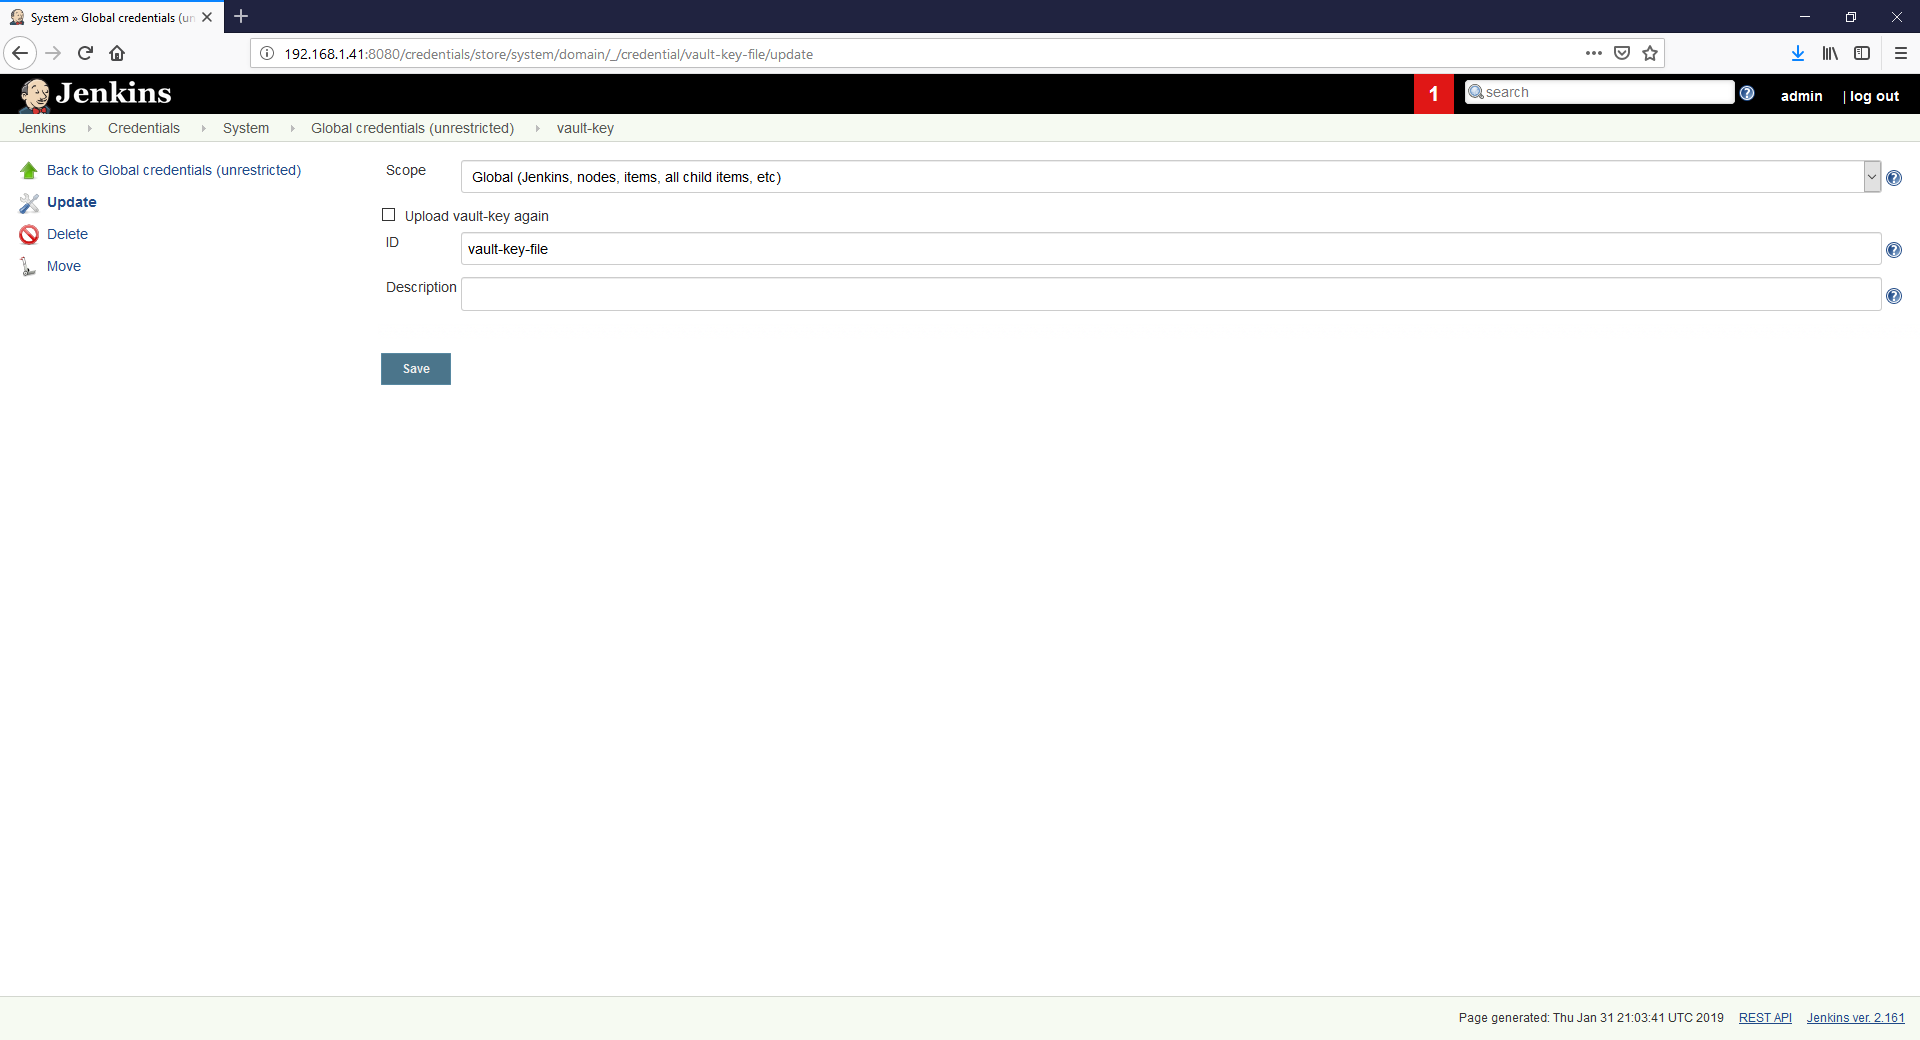 System » Global credentials (un
192.168.1.41:8080/credentials/store/system/domain/_/credential/vault-key-file/update
Jenkins
1
search
admin
| log out
Jenkins Credentials System Global credentials (unrestricted) vault-key
Back to Global credentials (unrestricted)
Update
Delete
Move
Scope
Global (Jenkins, nodes, items, all child items, etc)
Upload vault-key again
ID
vault-key-file
Description
Save
Page generated: Thu Jan 31 21:03:41 UTC 2019 REST API Jenkins ver. 2.161